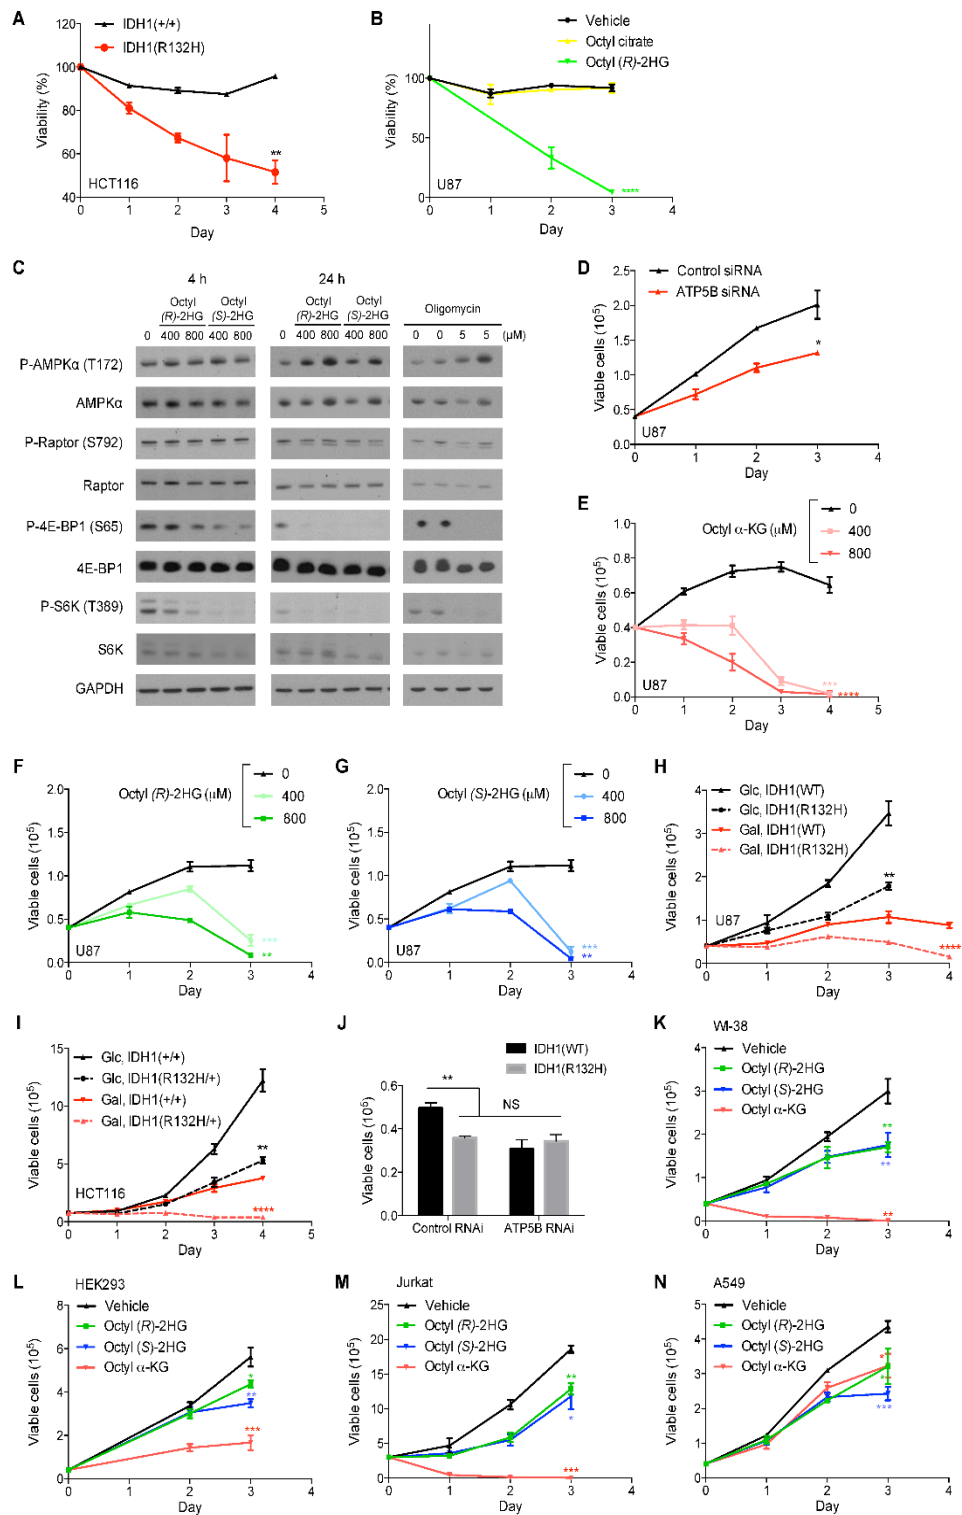 A
IDH1(+/+)
IDH1(R132H)
Viability (%)
120
100
80
60
40
**
HCT116
0 1 2 3 4 5
Day
B
Vehicle
Octyl citrate
Octyl (R)-2HG
Viability (%)
100
50
0
****
U87
0 1 2 3 4
Day
C
4 h 24 h
Octyl (R)-2HG Octyl (S)-2HG Octyl (R)-2HG Octyl (S)-2HG Oligomycin
0 400 800 400 800 0 400 800 400 800 0 0 5 5 (μM)
P-AMPKα (T172)
AMPKα
P-Raptor (S792)
Raptor
P-4E-BP1 (S65)
4E-BP1
P-S6K (T389)
S6K
GAPDH
D
Control siRNA
ATP5B siRNA
Viable cells (10⁵)
2.5
2.0
1.5
1.0
0.5
0.0
*
U87
0 1 2 3 4
Day
E
Octyl α-KG (μM)
0
400
800
Viable cells (10⁵)
1.0
0.8
0.6
0.4
0.2
0.0
***
****
U87
0 1 2 3 4 5
Day
F
Octyl (R)-2HG (μM)
0
400
800
Viable cells (10⁵)
2.0
1.5
1.0
0.5
0.0
***
**
U87
0 1 2 3 4
Day
G
Octyl (S)-2HG (μM)
0
400
800
Viable cells (10⁵)
2.0
1.5
1.0
0.5
0.0
***
**
U87
0 1 2 3 4
Day
H
Glc, IDH1(WT)
Glc, IDH1(R132H)
Gal, IDH1(WT)
Gal, IDH1(R132H)
Viable cells (10⁵)
4
3
2
1
0
**
****
U87
0 1 2 3 4
Day
I
Glc, IDH1(+/+)
Glc, IDH1(R132H/+)
Gal, IDH1(+/+)
Gal, IDH1(R132H/+)
Viable cells (10⁵)
15
10
5
0
**
****
HCT116
0 1 2 3 4 5
Day
J
IDH1(WT)
IDH1(R132H)
Viable cells (10⁵)
0.6
0.4
0.2
0.0
**
NS
Control RNAi ATP5B RNAi
K
WI-38
Vehicle
Octyl (R)-2HG
Octyl (S)-2HG
Octyl α-KG
Viable cells (10⁵)
4
3
2
1
0
**
**
**
0 1 2 3 4
Day
L
HEK293
Vehicle
Octyl (R)-2HG
Octyl (S)-2HG
Octyl α-KG
Viable cells (10⁵)
8
6
4
2
0
*
**
***
0 1 2 3 4
Day
M
Jurkat
Vehicle
Octyl (R)-2HG
Octyl (S)-2HG
Octyl α-KG
Viable cells (10⁵)
25
20
15
10
5
0
**
*
***
0 1 2 3 4
Day
N
A549
Vehicle
Octyl (R)-2HG
Octyl (S)-2HG
Octyl α-KG
Viable cells (10⁵)
5
4
3
2
1
0
***
0 1 2 3 4
Day